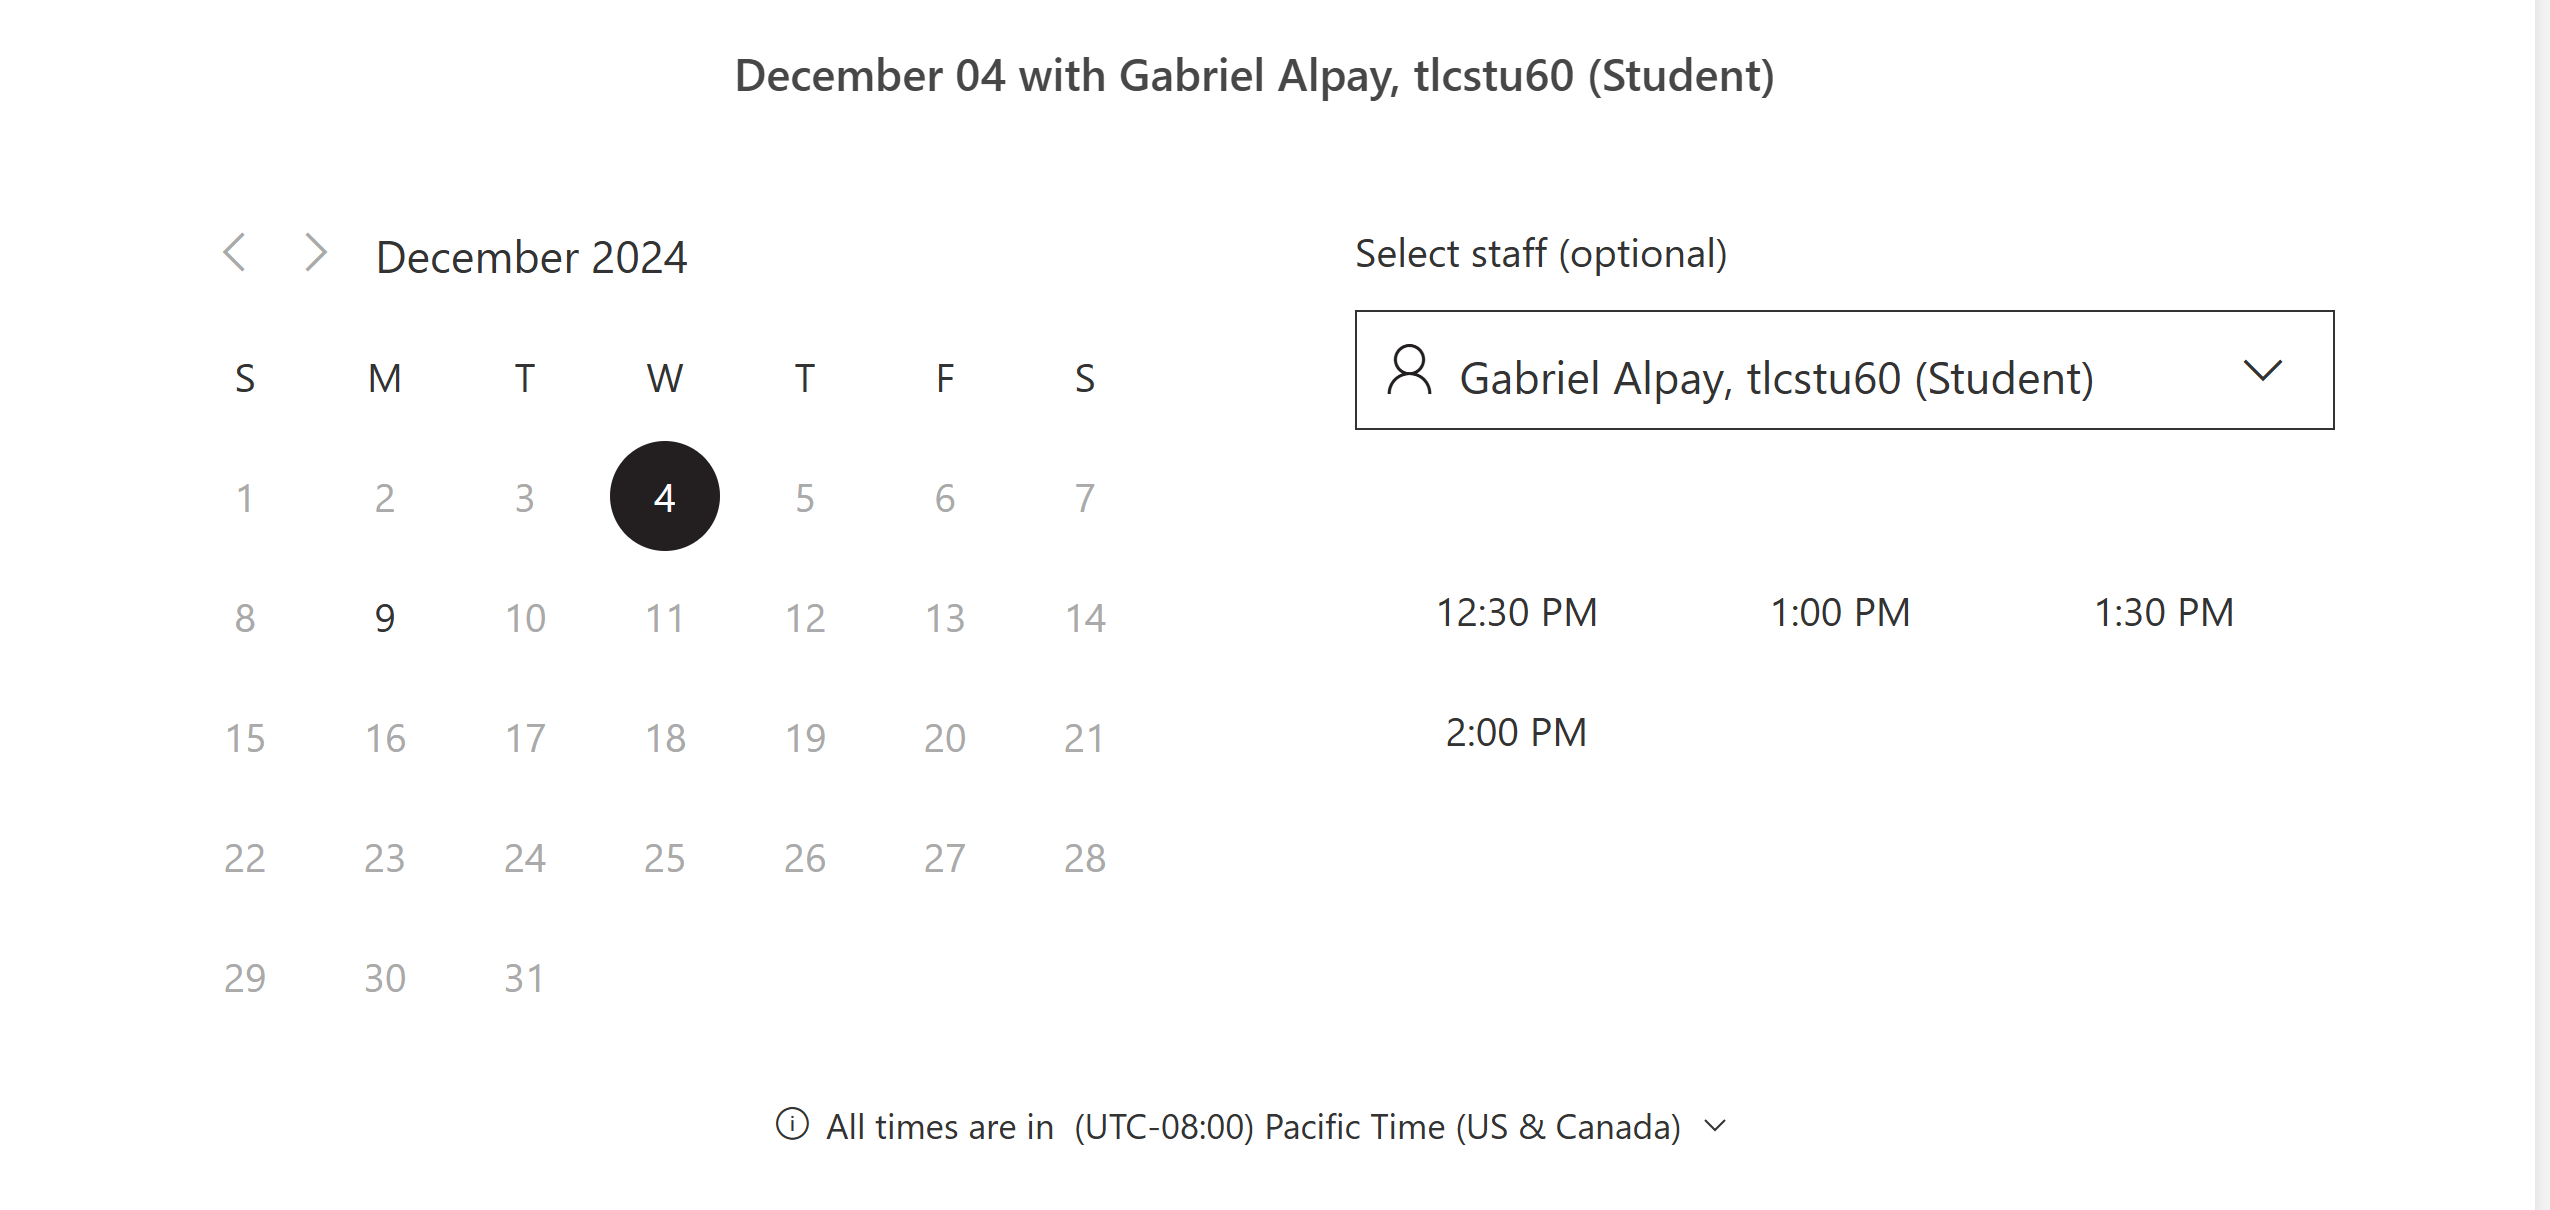 December 04 with Gabriel Alpay, tlcstu60 (Student)
December 2024
S M T W T F S
1 2 3 4 5 6 7
8 9 10 11 12 13 14
15 16 17 18 19 20 21
22 23 24 25 26 27 28
29 30 31
Select staff (optional)
Gabriel Alpay, tlcstu60 (Student)
12:30 PM 1:00 PM 1:30 PM
2:00 PM
All times are in (UTC-08:00) Pacific Time (US & Canada)